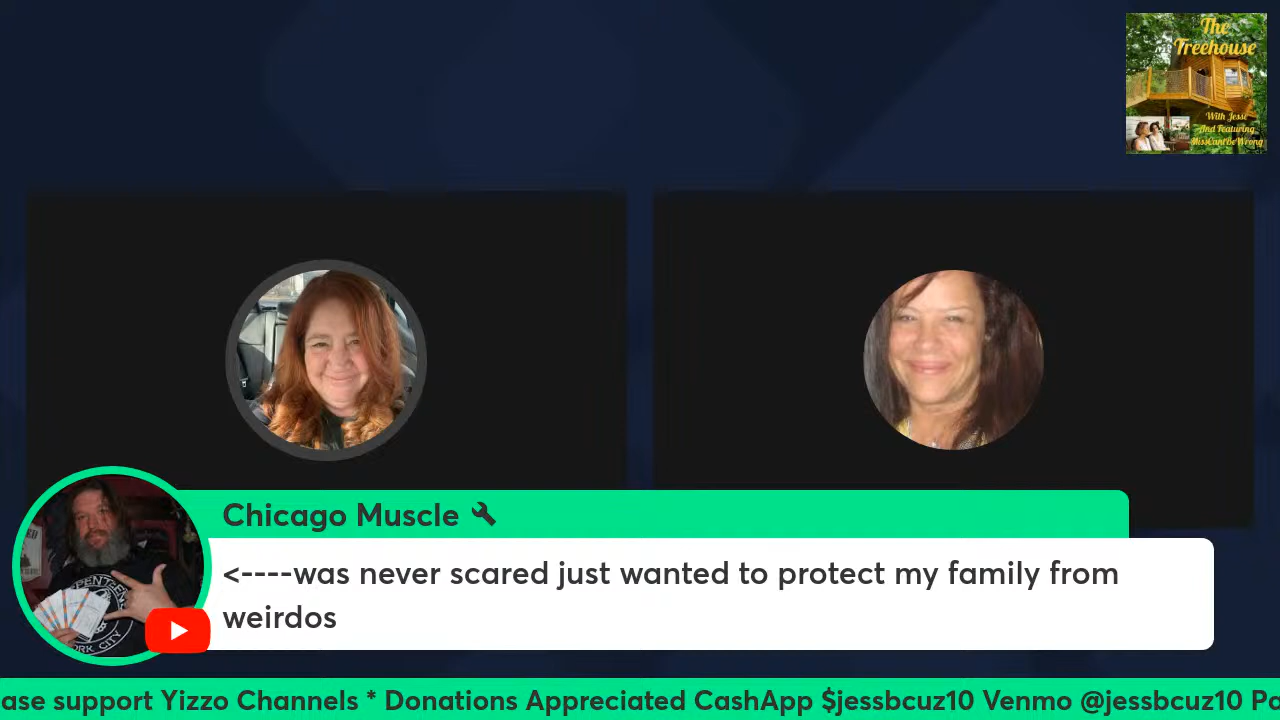 The
Treehouse
With Jesse
And Featuring
MissCantBeWrong
Chicago Muscle
<----was never scared just wanted to protect my family from
weirdos
ase support Yizzo Channels * Donations Appreciated CashApp $jessbcuz10 Venmo @jessbcuz10 Pa